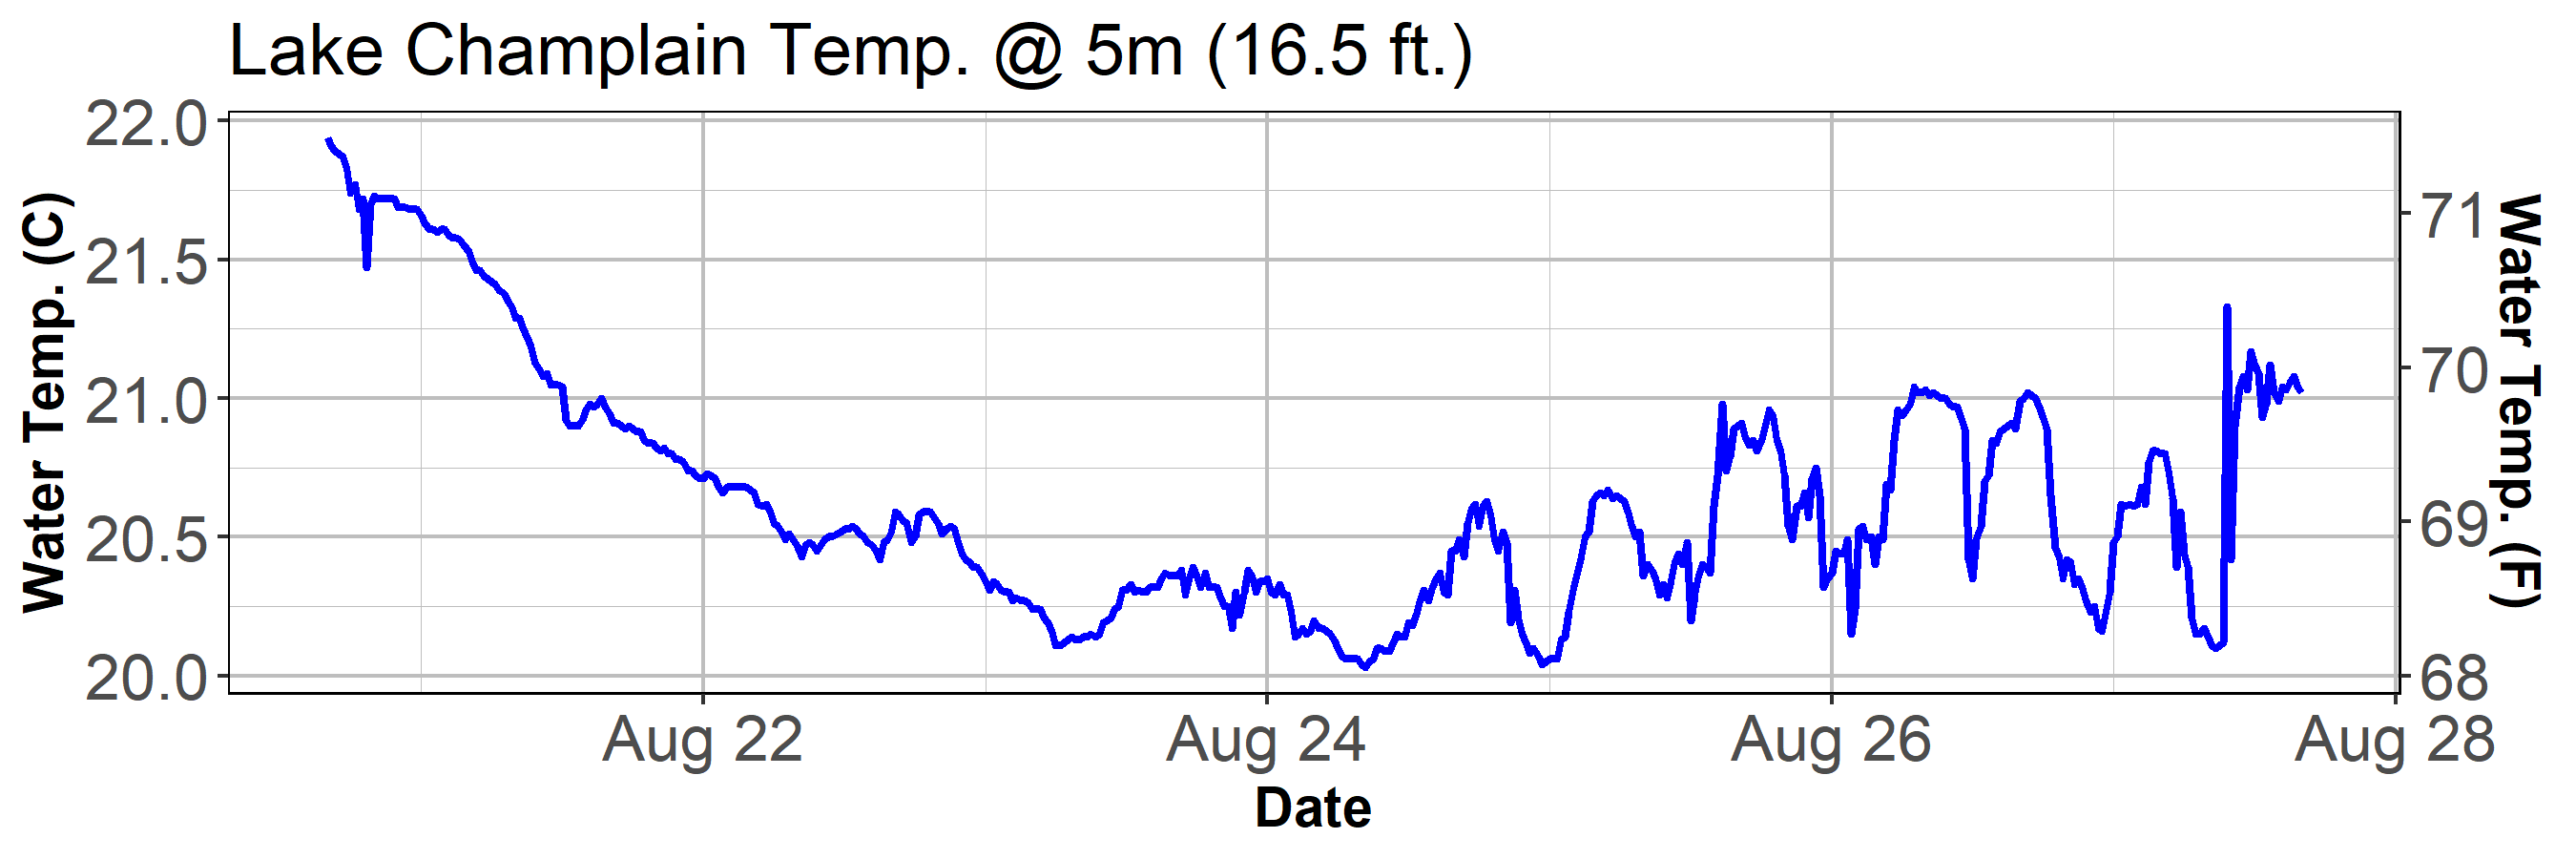 Lake Champlain Temp. @ 5m (16.5 ft.)
Water Temp. (C)
22.0
21.5
21.0
20.5
20.0
71
70
69
68
Water Temp. (F)
Aug 22 Aug 24 Aug 26 Aug 28
Date